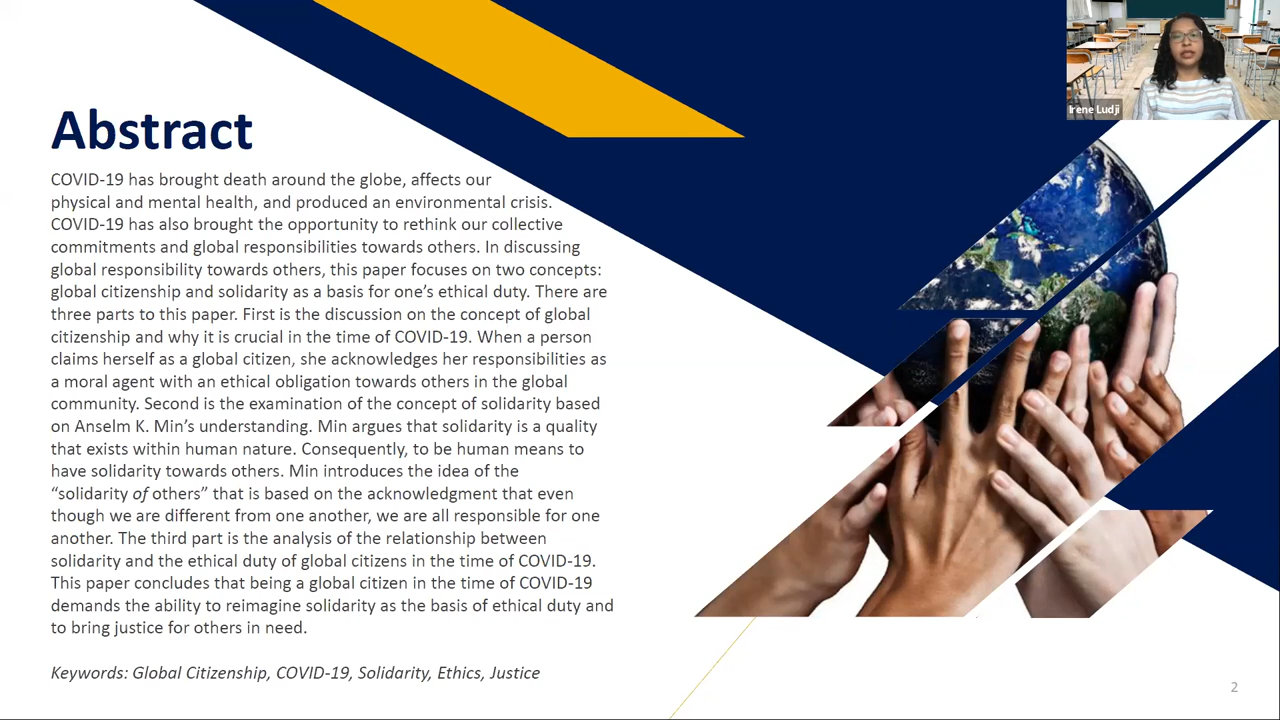 Irene Ludji
Abstract
COVID-19 has brought death around the globe, affects our
physical and mental health, and produced an environmental crisis.
COVID-19 has also brought the opportunity to rethink our collective
commitments and global responsibilities towards others. In discussing
global responsibility towards others, this paper focuses on two concepts:
global citizenship and solidarity as a basis for one’s ethical duty. There are
three parts to this paper. First is the discussion on the concept of global
citizenship and why it is crucial in the time of COVID-19. When a person
claims herself as a global citizen, she acknowledges her responsibilities as
a moral agent with an ethical obligation towards others in the global
community. Second is the examination of the concept of solidarity based
on Anselm K. Min’s understanding. Min argues that solidarity is a quality
that exists within human nature. Consequently, to be human means to
have solidarity towards others. Min introduces the idea of the
“solidarity of others” that is based on the acknowledgment that even
though we are different from one another, we are all responsible for one
another. The third part is the analysis of the relationship between
solidarity and the ethical duty of global citizens in the time of COVID-19.
This paper concludes that being a global citizen in the time of COVID-19
demands the ability to reimagine solidarity as the basis of ethical duty and
to bring justice for others in need.
Keywords: Global Citizenship, COVID-19, Solidarity, Ethics, Justice
2